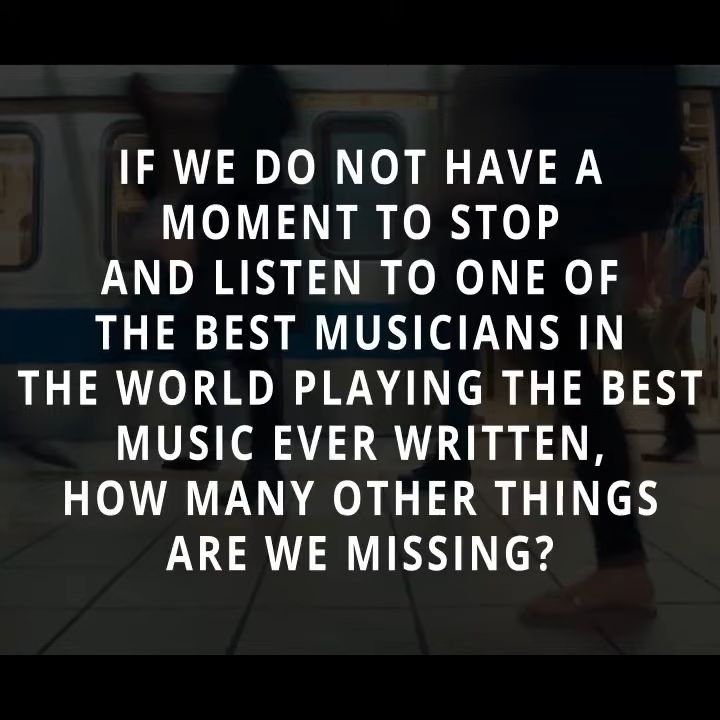 IF WE DO NOT HAVE A
MOMENT TO STOP
AND LISTEN TO ONE OF
THE BEST MUSICIANS IN
THE WORLD PLAYING THE BEST
MUSIC EVER WRITTEN,
HOW MANY OTHER THINGS
ARE WE MISSING?